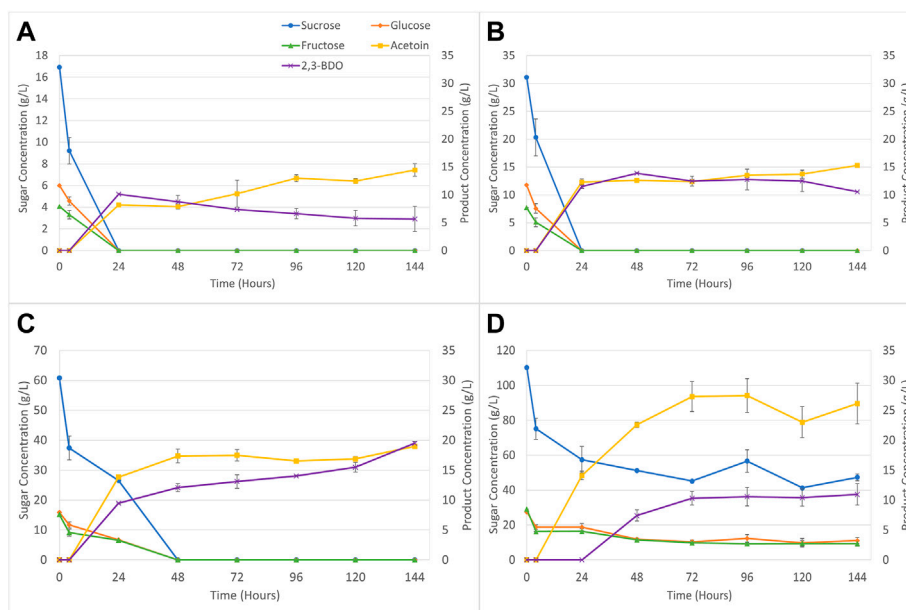 A
Sucrose Glucose
Fructose Acetoin
2,3-BDO
Sugar Concentration (g/L)
18
16
14
12
10
8
6
4
2
0
Product Concentration (g/L)
35
30
25
20
15
10
5
0
0 24 48 72 96 120 144
Time (Hours)
B
Sugar Concentration (g/L)
35
30
25
20
15
10
5
0
Product Concentration (g/L)
35
30
25
20
15
10
5
0
0 24 48 72 96 120 144
Time (Hours)
C
Sugar Concentration (g/L)
70
60
50
40
30
20
10
0
Product Concentration (g/L)
35
30
25
20
15
10
5
0
0 24 48 72 96 120 144
Time (Hours)
D
Sugar Concentration (g/L)
120
100
80
60
40
20
0
Product Concentration (g/L)
35
30
25
20
15
10
5
0
0 24 48 72 96 120 144
Time (Hours)